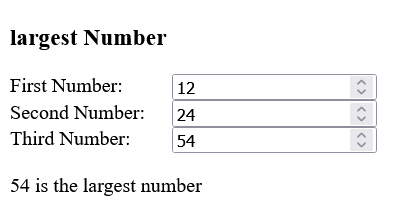 largest Number
First Number: 12
Second Number: 24
Third Number: 54
54 is the largest number